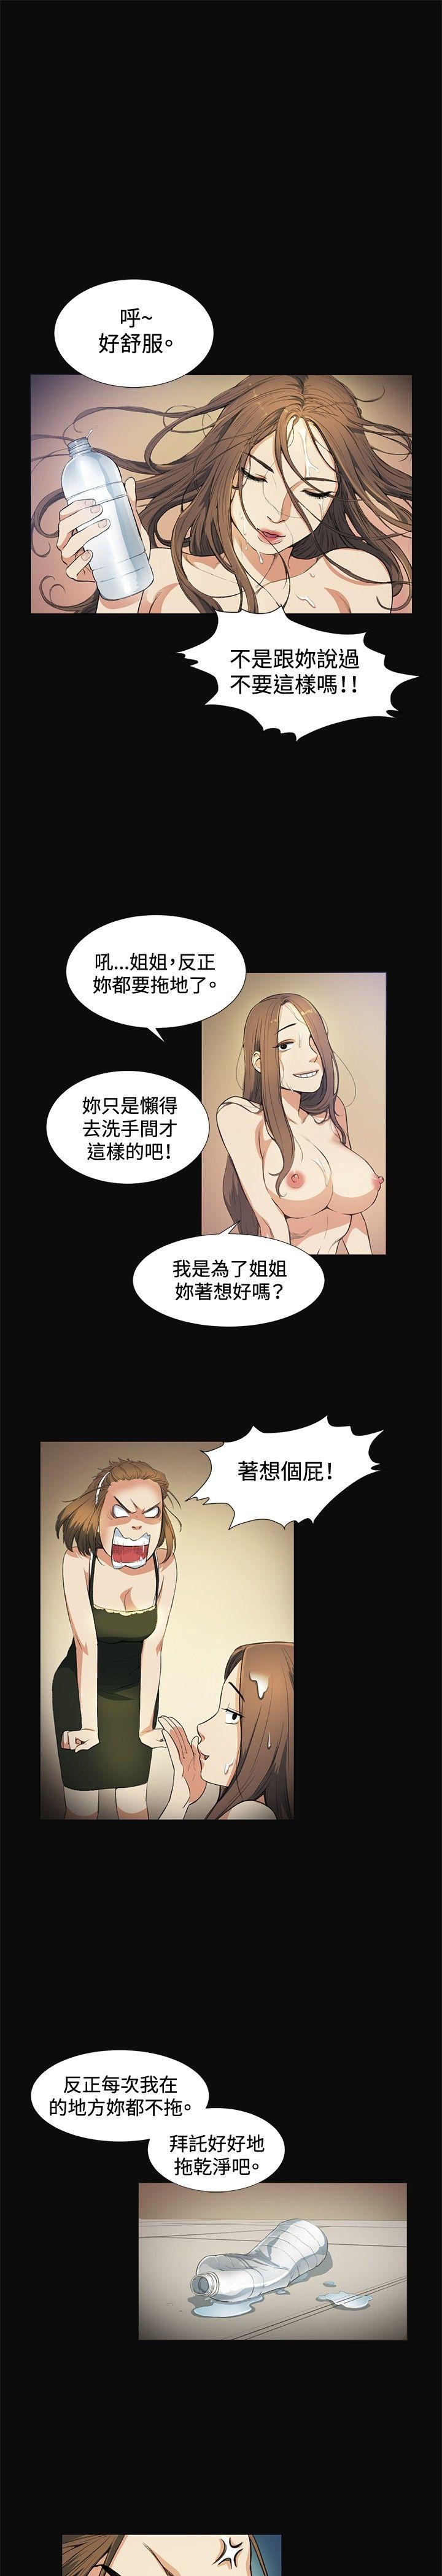 呼~
好舒服。
不是跟妳說過
不要這樣嗎！！
吼...姐姐，反正
妳都要拖地了。
妳只是懶得
去洗手間才
這樣的吧！
我是為了姐姐
妳著想好嗎？
著想個屁！
反正每次我在
的地方妳都不拖。
拜託好好地
拖乾淨吧。